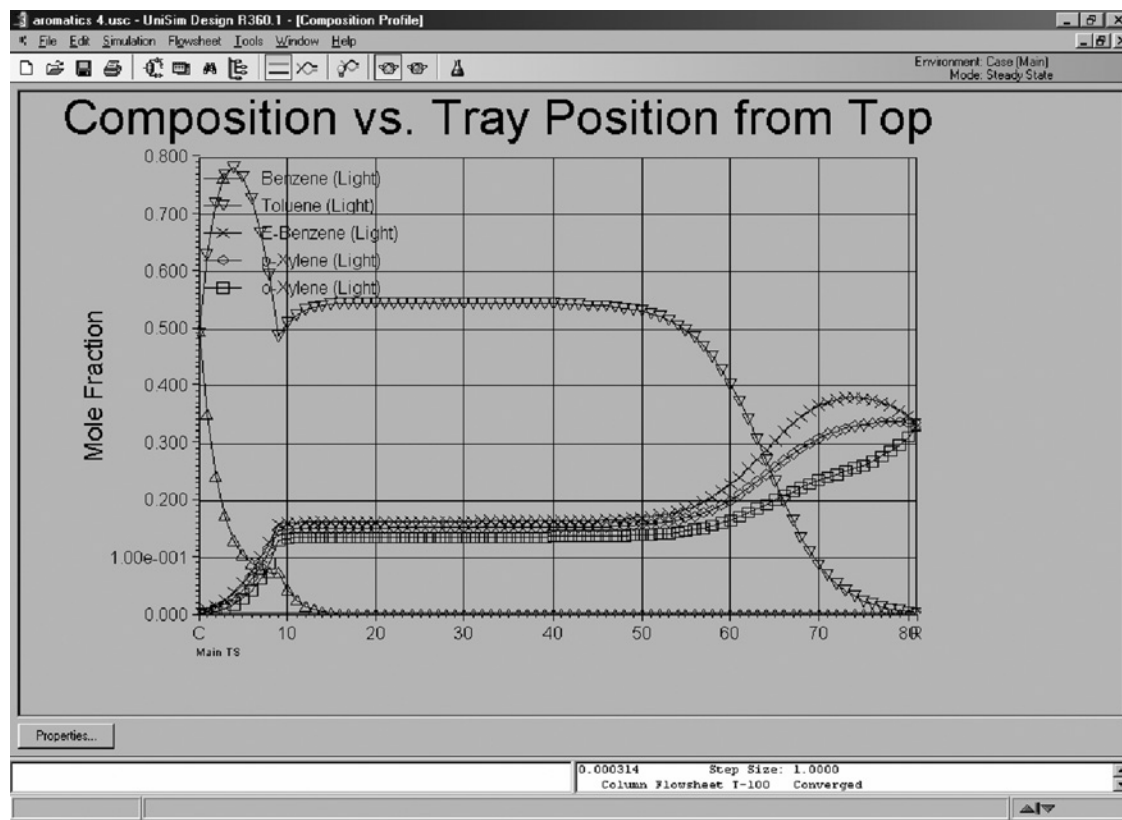 aromatics 4.usc - UniSim Design R360.1 - [Composition Profile]
File Edit Simulation Flowsheet Tools Window Help
Environment: Case (Main)
Mode: Steady State
Composition vs. Tray Position from Top
0.800
0.700
0.600
0.500
0.400
0.300
0.200
1.00e-001
0.000
Mole Fraction
Benzene (Light)
Toluene (Light)
E-Benzene (Light)
p-Xylene (Light)
o-Xylene (Light)
C 10 20 30 40 50 60 70 80 R
Main TS
Properties...
0.000314 Step Size: 1.0000
Column Flowsheet T-100 Converged